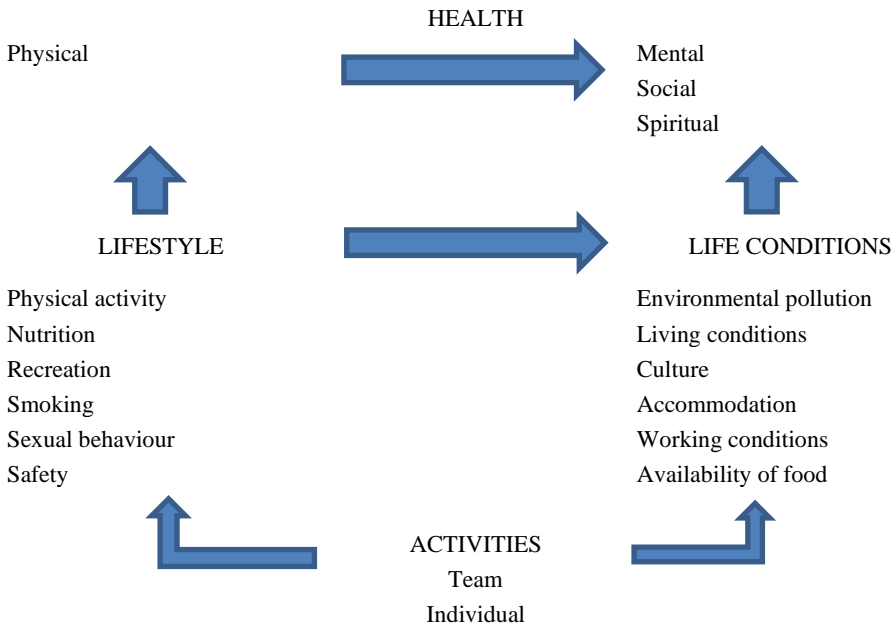 HEALTH
Physical
Mental
Social
Spiritual
LIFESTYLE
LIFE CONDITIONS
Physical activity
Nutrition
Recreation
Smoking
Sexual behaviour
Safety
Environmental pollution
Living conditions
Culture
Accommodation
Working conditions
Availability of food
ACTIVITIES
Team
Individual